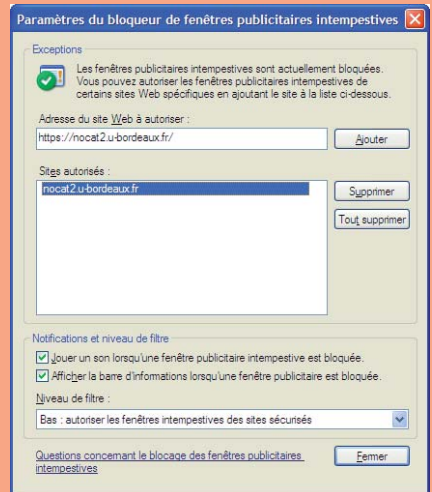 Paramètres du bloqueur de fenêtres publicitaires intempestives
Exceptions
Les fenêtres publicitaires intempestives sont actuellement bloquées.
Vous pouvez autoriser les fenêtres publicitaires intempestives de
certains sites Web spécifiques en ajoutant le site à la liste ci-dessous.
Adresse du site Web à autoriser :
https://nocat2.u-bordeaux.fr/
Ajouter
Sites autorisés :
nocat2.u-bordeaux.fr
Supprimer
Tout supprimer
Notifications et niveau de filtre
Jouer un son lorsqu'une fenêtre publicitaire intempestive est bloquée.
Afficher la barre d'informations lorsqu'une fenêtre publicitaire est bloquée.
Niveau de filtre :
Bas : autoriser les fenêtres intempestives des sites sécurisés
Questions concernant le blocage des fenêtres publicitaires
intempestives
Fermer